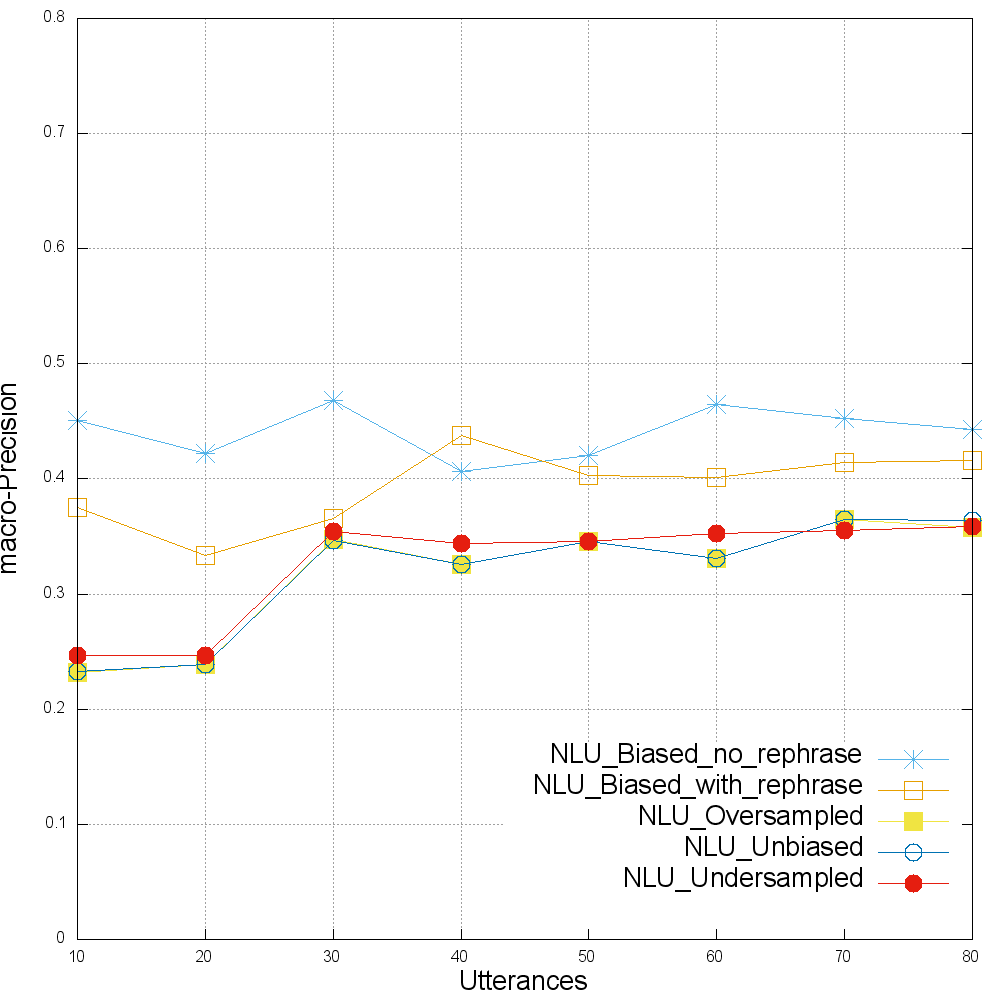 0.8
0.7
0.6
0.5
0.4
0.3
0.2
0.1
0
macro-Precision
NLU_Biased_no_rephrase
NLU_Biased_with_rephrase
NLU_Oversampled
NLU_Unbiased
NLU_Undersampled
10 20 30 40 50 60 70 80
Utterances